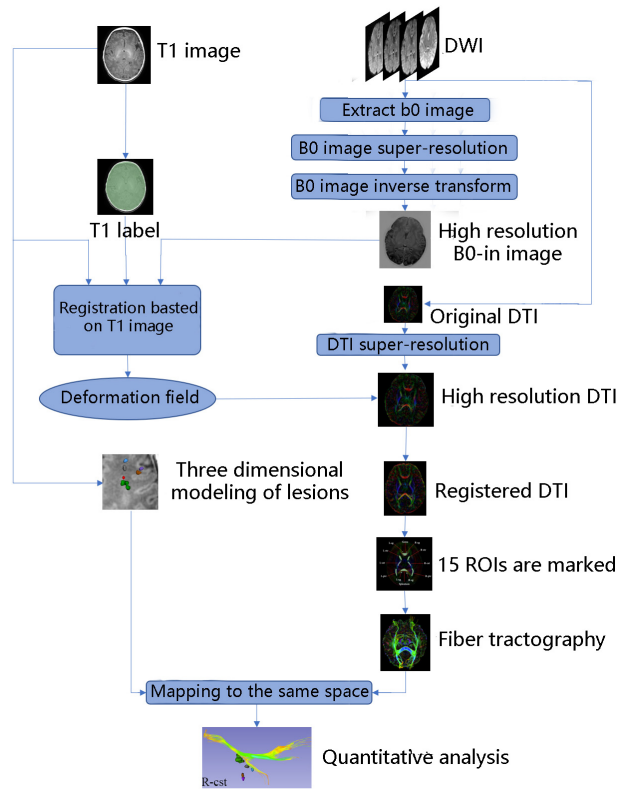 T1 image
DWI
Extract b0 image
B0 image super-resolution
B0 image inverse transform
T1 label
High resolution
B0-in image
Registration basted
on T1 image
Original DTI
DTI super-resolution
Deformation field
High resolution DTI
Three dimensional
modeling of lesions
Registered DTI
15 ROIs are marked
Fiber tractography
Mapping to the same space
Quantitative analysis
R-cst